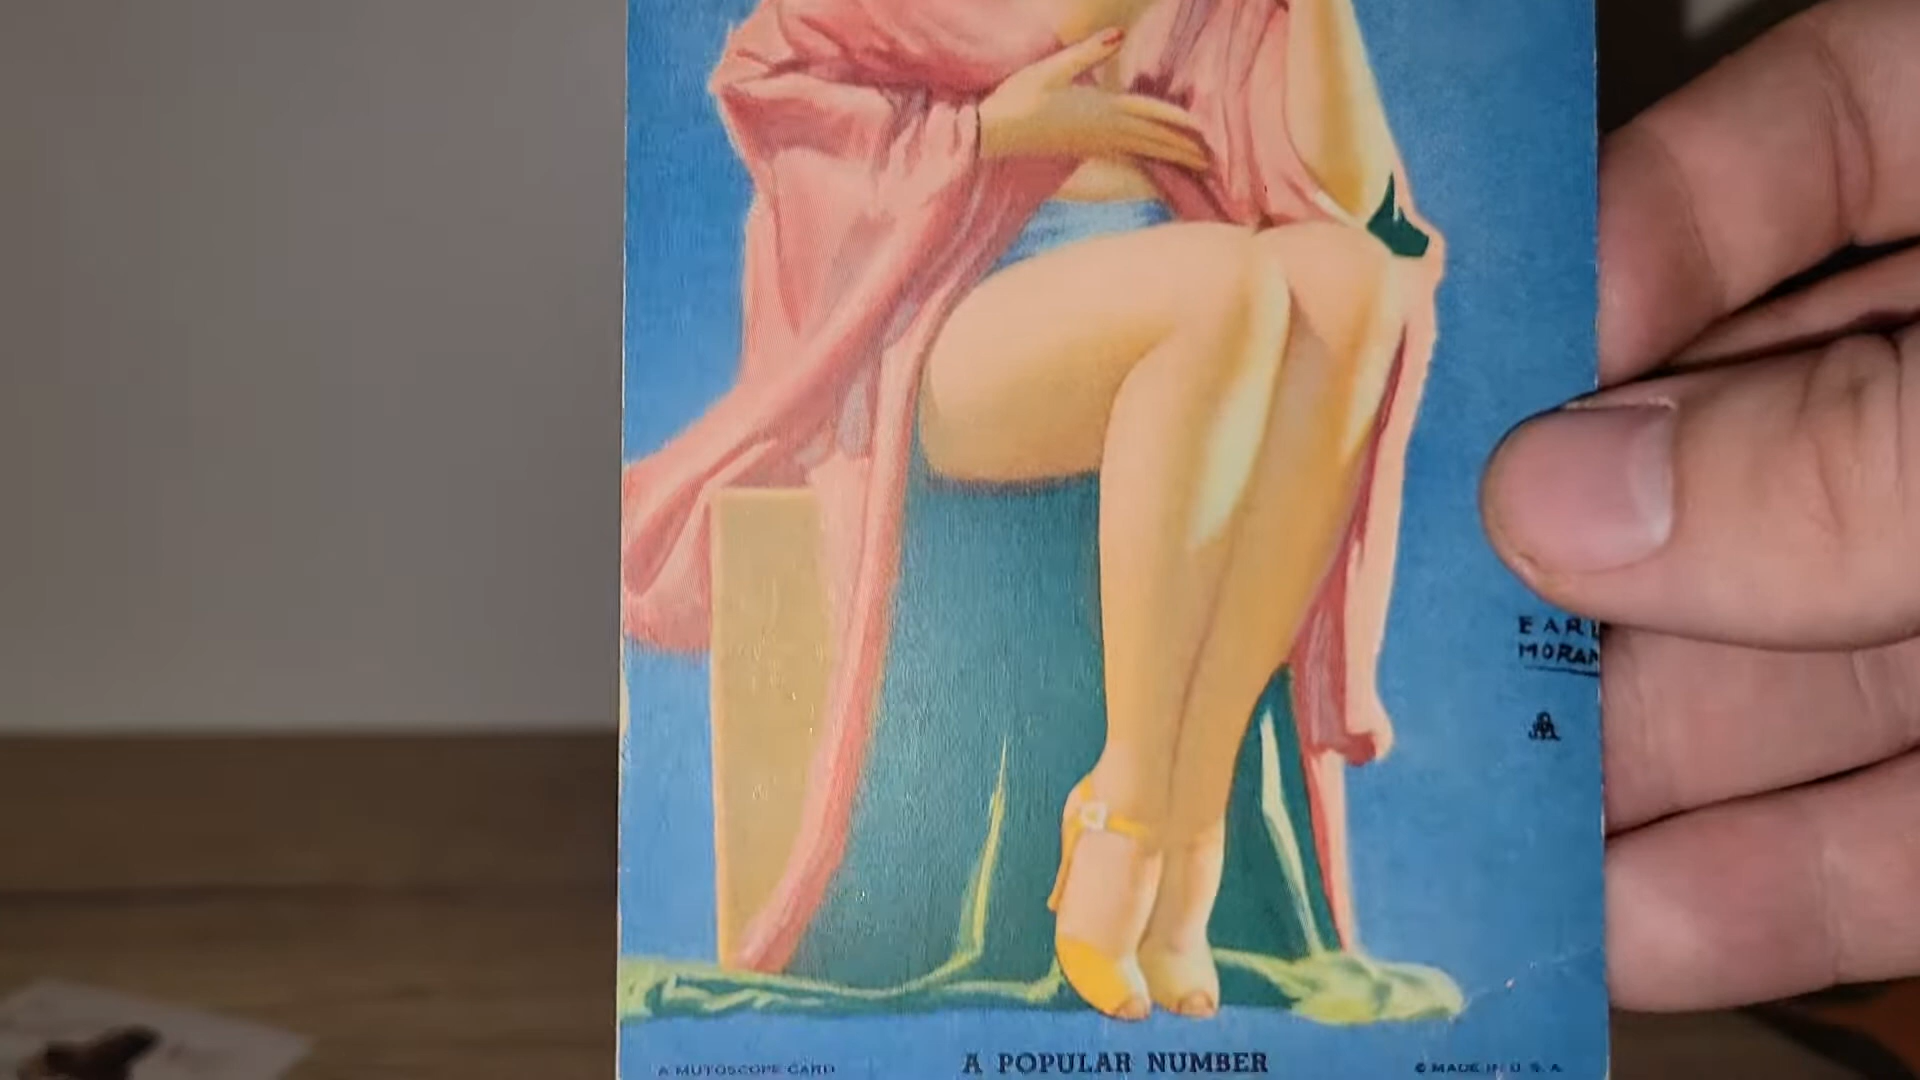 EARL
MORAN
A MUTOSCOPE CARD
A POPULAR NUMBER
© MADE IN U. S. A.